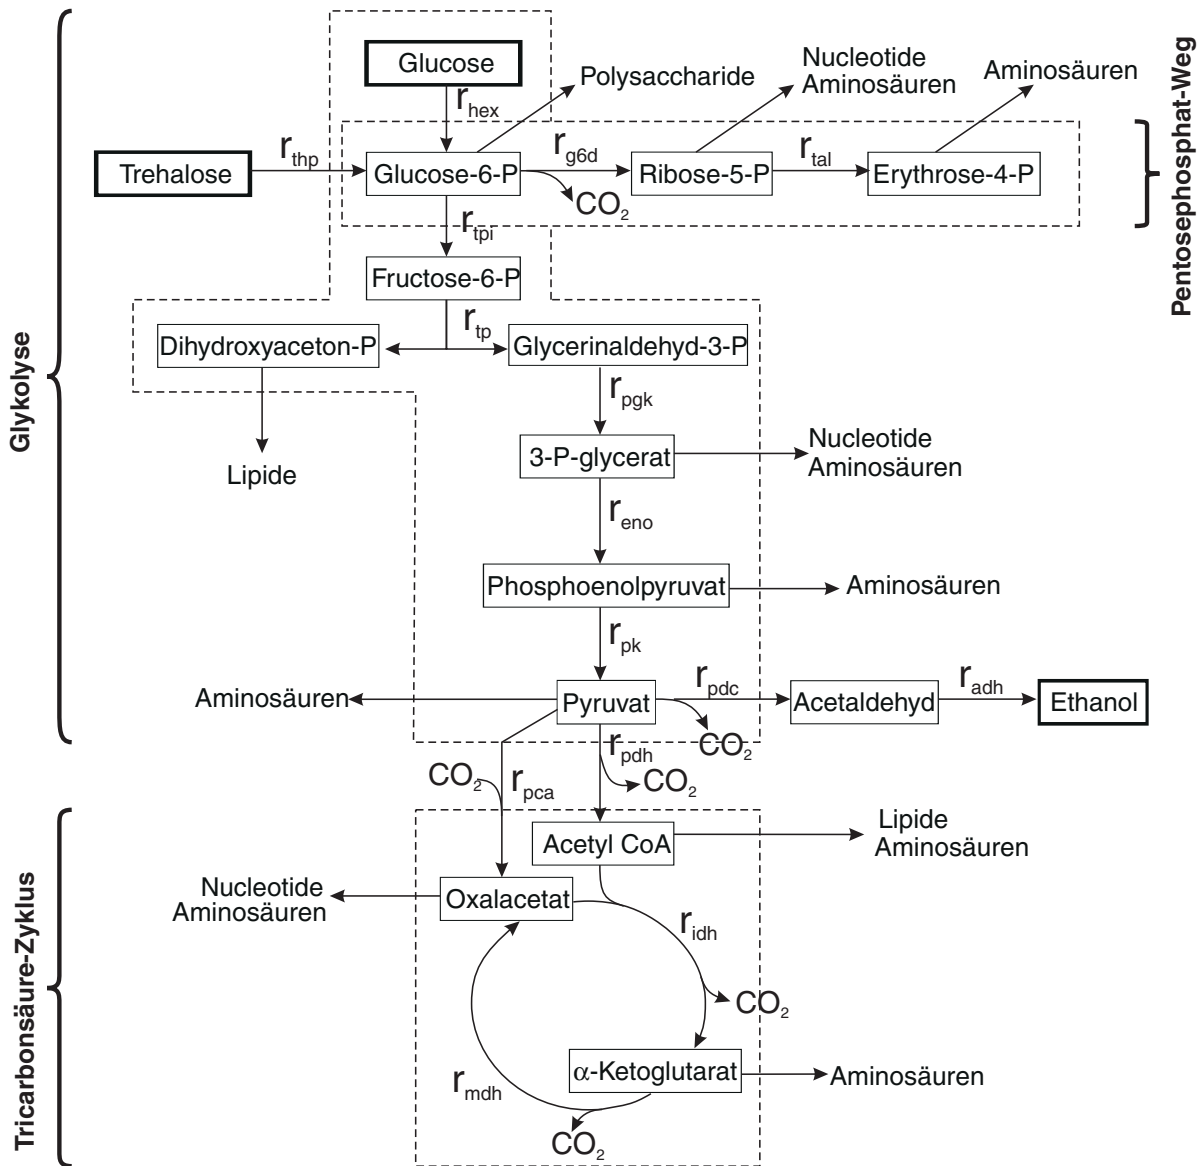 Glucose
Polysaccharide
Nucleotide
Aminosäuren
Aminosäuren
Pentosephosphat-Weg
r_hex
r_thp
r_g6d
r_tal
Trehalose
Glucose-6-P
Ribose-5-P
Erythrose-4-P
CO₂
r_tpi
Fructose-6-P
Glykolyse
r_tp
Dihydroxyaceton-P
Glycerinaldehyd-3-P
r_pgk
Lipide
3-P-glycerat
Nucleotide
Aminosäuren
r_eno
Phosphoenolpyruvat
Aminosäuren
r_pk
Aminosäuren
Pyruvat
r_pdc
Acetaldehyd
r_adh
Ethanol
CO₂
r_pdh
CO₂
r_pca
CO₂
Tricarbonsäure-Zyklus
Acetyl CoA
Lipide
Aminosäuren
Nucleotide
Aminosäuren
Oxalacetat
r_idh
CO₂
α-Ketoglutarat
Aminosäuren
r_mdh
CO₂